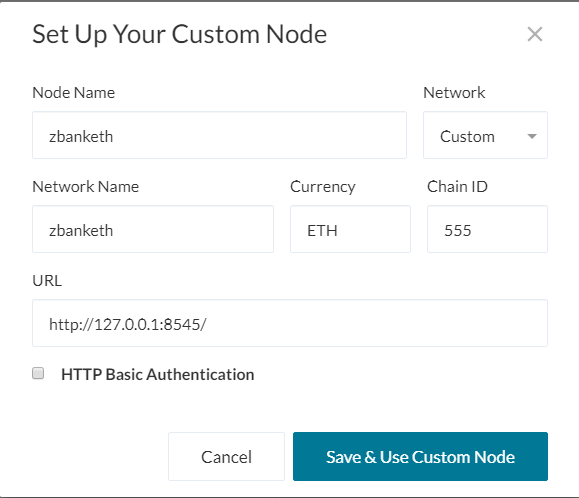 Set Up Your Custom Node
Node Name Network
zbanketh Custom
Network Name Currency Chain ID
zbanketh ETH 555
URL
http://127.0.0.1:8545/
HTTP Basic Authentication
Cancel Save & Use Custom Node